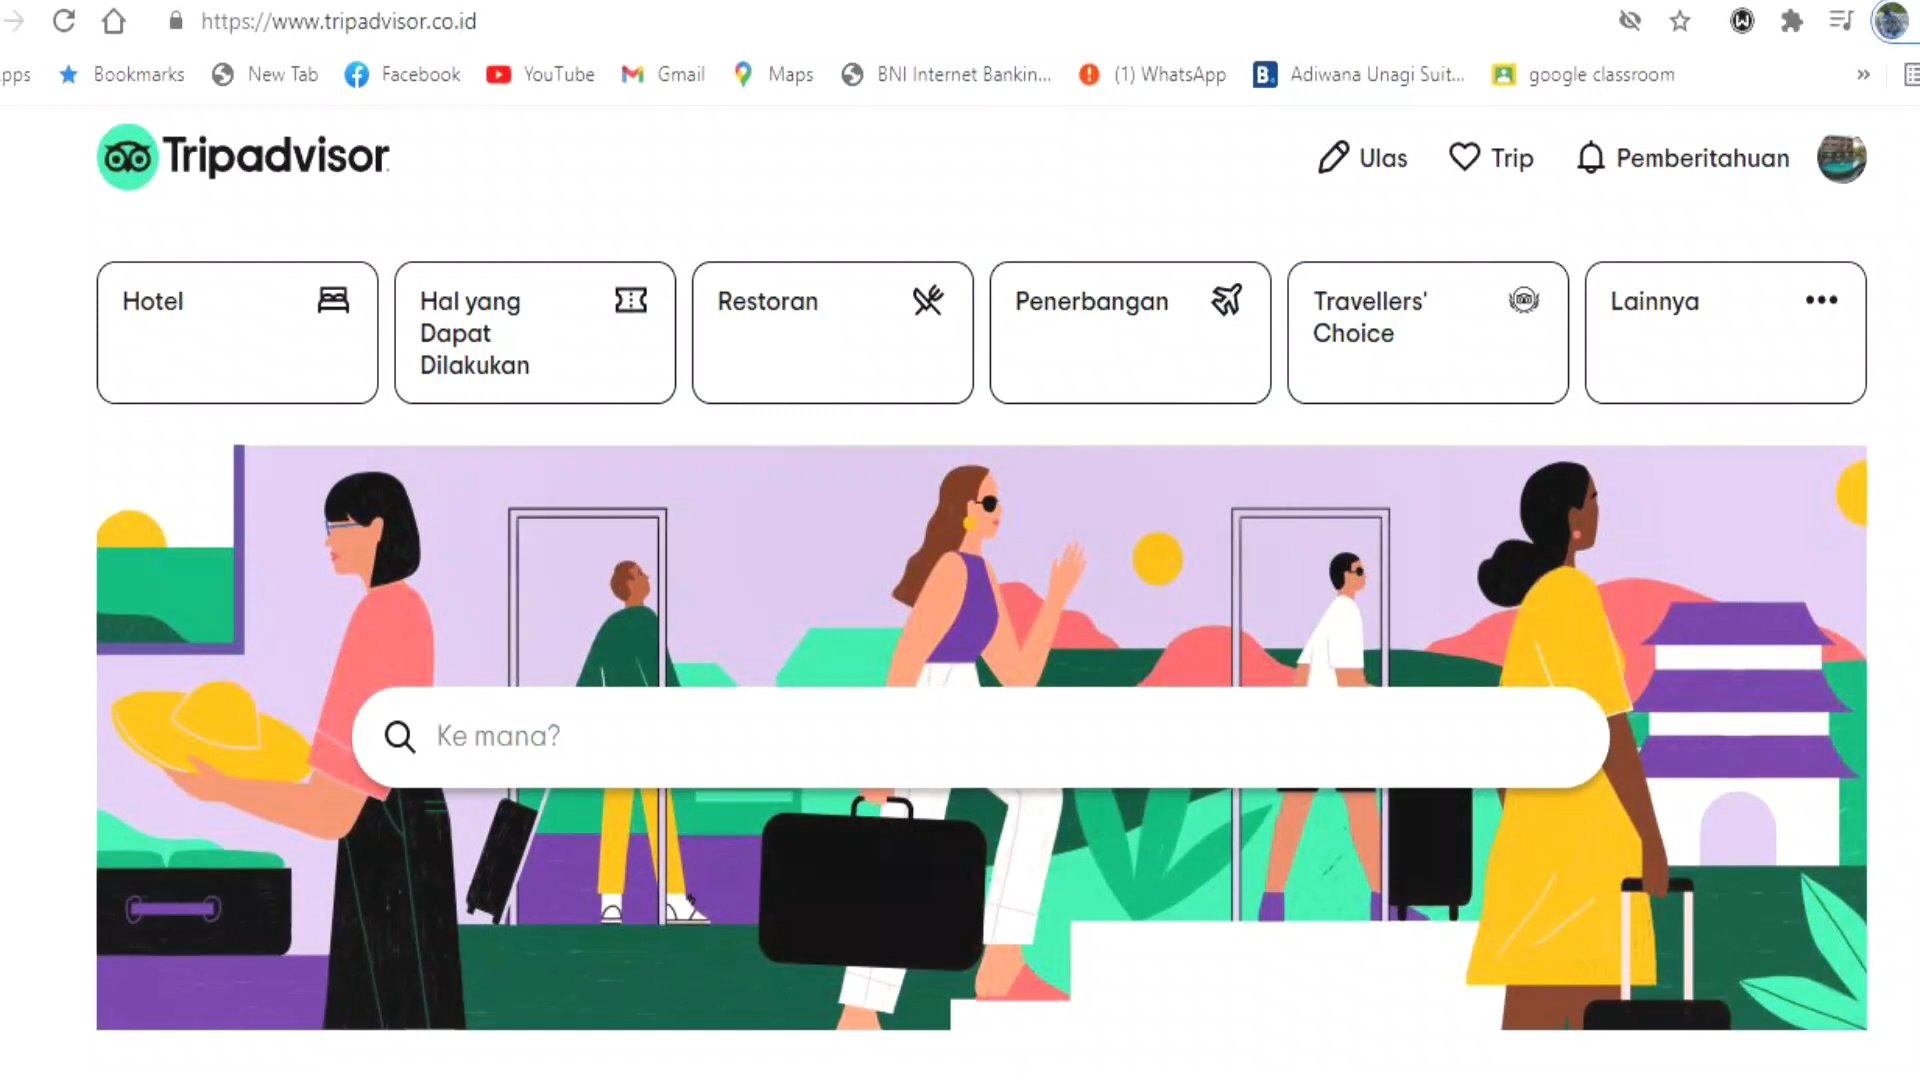 https://www.tripadvisor.co.id
pps Bookmarks New Tab Facebook YouTube Gmail Maps BNI Internet Bankin... (1) WhatsApp B. Adiwana Unagi Suit... google classroom »
Tripadvisor Ulas Trip Pemberitahuan
Hotel
Hal yang
Dapat
Dilakukan
Restoran
Penerbangan
Travellers'
Choice
Lainnya
Ke mana?